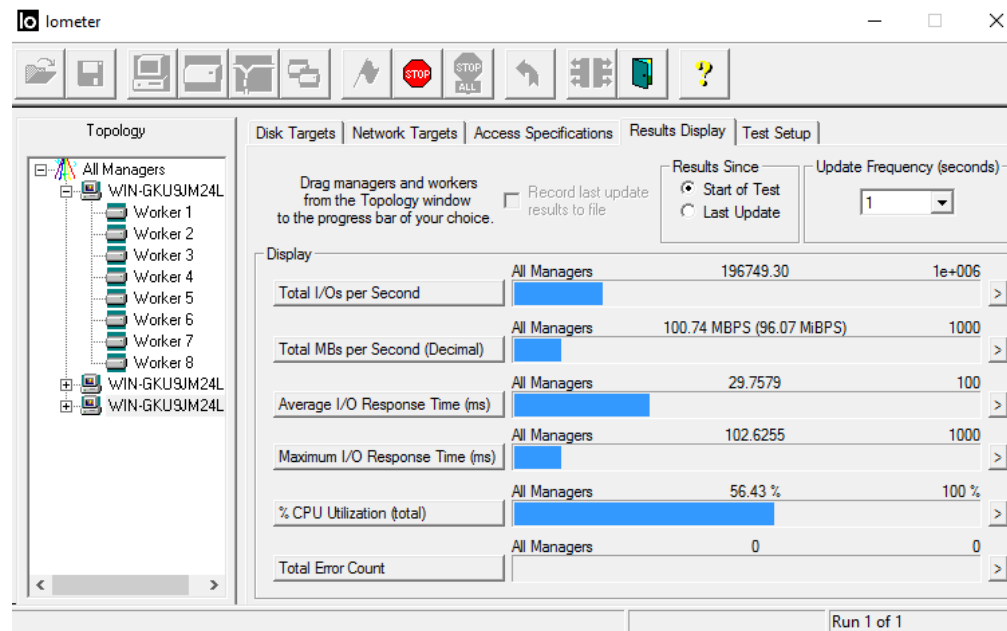 Io Iometer
STOP
STOP
ALL
?
Topology
All Managers
WIN-GKU9JM24L
Worker 1
Worker 2
Worker 3
Worker 4
Worker 5
Worker 6
Worker 7
Worker 8
WIN-GKU9JM24L
WIN-GKU9JM24L
Disk Targets Network Targets Access Specifications Results Display Test Setup
Drag managers and workers
from the Topology window
to the progress bar of your choice.
Record last update
results to file
Results Since
Start of Test
Last Update
Update Frequency (seconds)
1
Display
All Managers 196749.30 1e+006
Total I/Os per Second >
All Managers 100.74 MBPS (96.07 MiBPS) 1000
Total MBs per Second (Decimal) >
All Managers 29.7579 100
Average I/O Response Time (ms) >
All Managers 102.6255 1000
Maximum I/O Response Time (ms) >
All Managers 56.43 % 100 %
% CPU Utilization (total) >
All Managers 0 0
Total Error Count >
Run 1 of 1